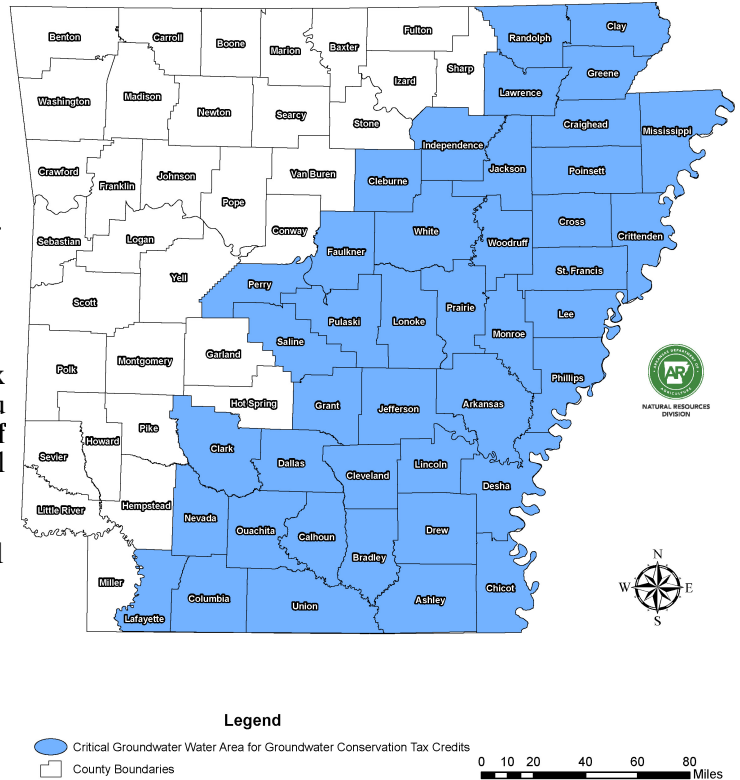 Benton
Carroll
Boone
Marion
Baxter
Fulton
Randolph
Clay
Washington
Madison
Newton
Searcy
Stone
Izard
Sharp
Lawrence
Greene
Craighead
Mississippi
Independence
Jackson
Poinsett
Crawford
Franklin
Johnson
Pope
Van Buren
Cleburne
Sebastian
Logan
Conway
Faulkner
White
Woodruff
Cross
Crittenden
St. Francis
Scott
Yell
Perry
Saline
Pulaski
Lonoke
Prairie
Monroe
Lee
Phillips
Polk
Montgomery
Garland
Hot Spring
Grant
Jefferson
Arkansas
Sevier
Howard
Pike
Clark
Dallas
Cleveland
Lincoln
Desha
Little River
Hempstead
Nevada
Ouachita
Calhoun
Bradley
Drew
Miller
Lafayette
Columbia
Union
Ashley
Chicot
k
u
f
l
l
ARKANSAS DEPARTMENT OF
AR
AGRICULTURE
NATURAL RESOURCES
DIVISION
N
W E
S
Legend
Critical Groundwater Water Area for Groundwater Conservation Tax Credits
County Boundaries
0 10 20 40 60 80
Miles